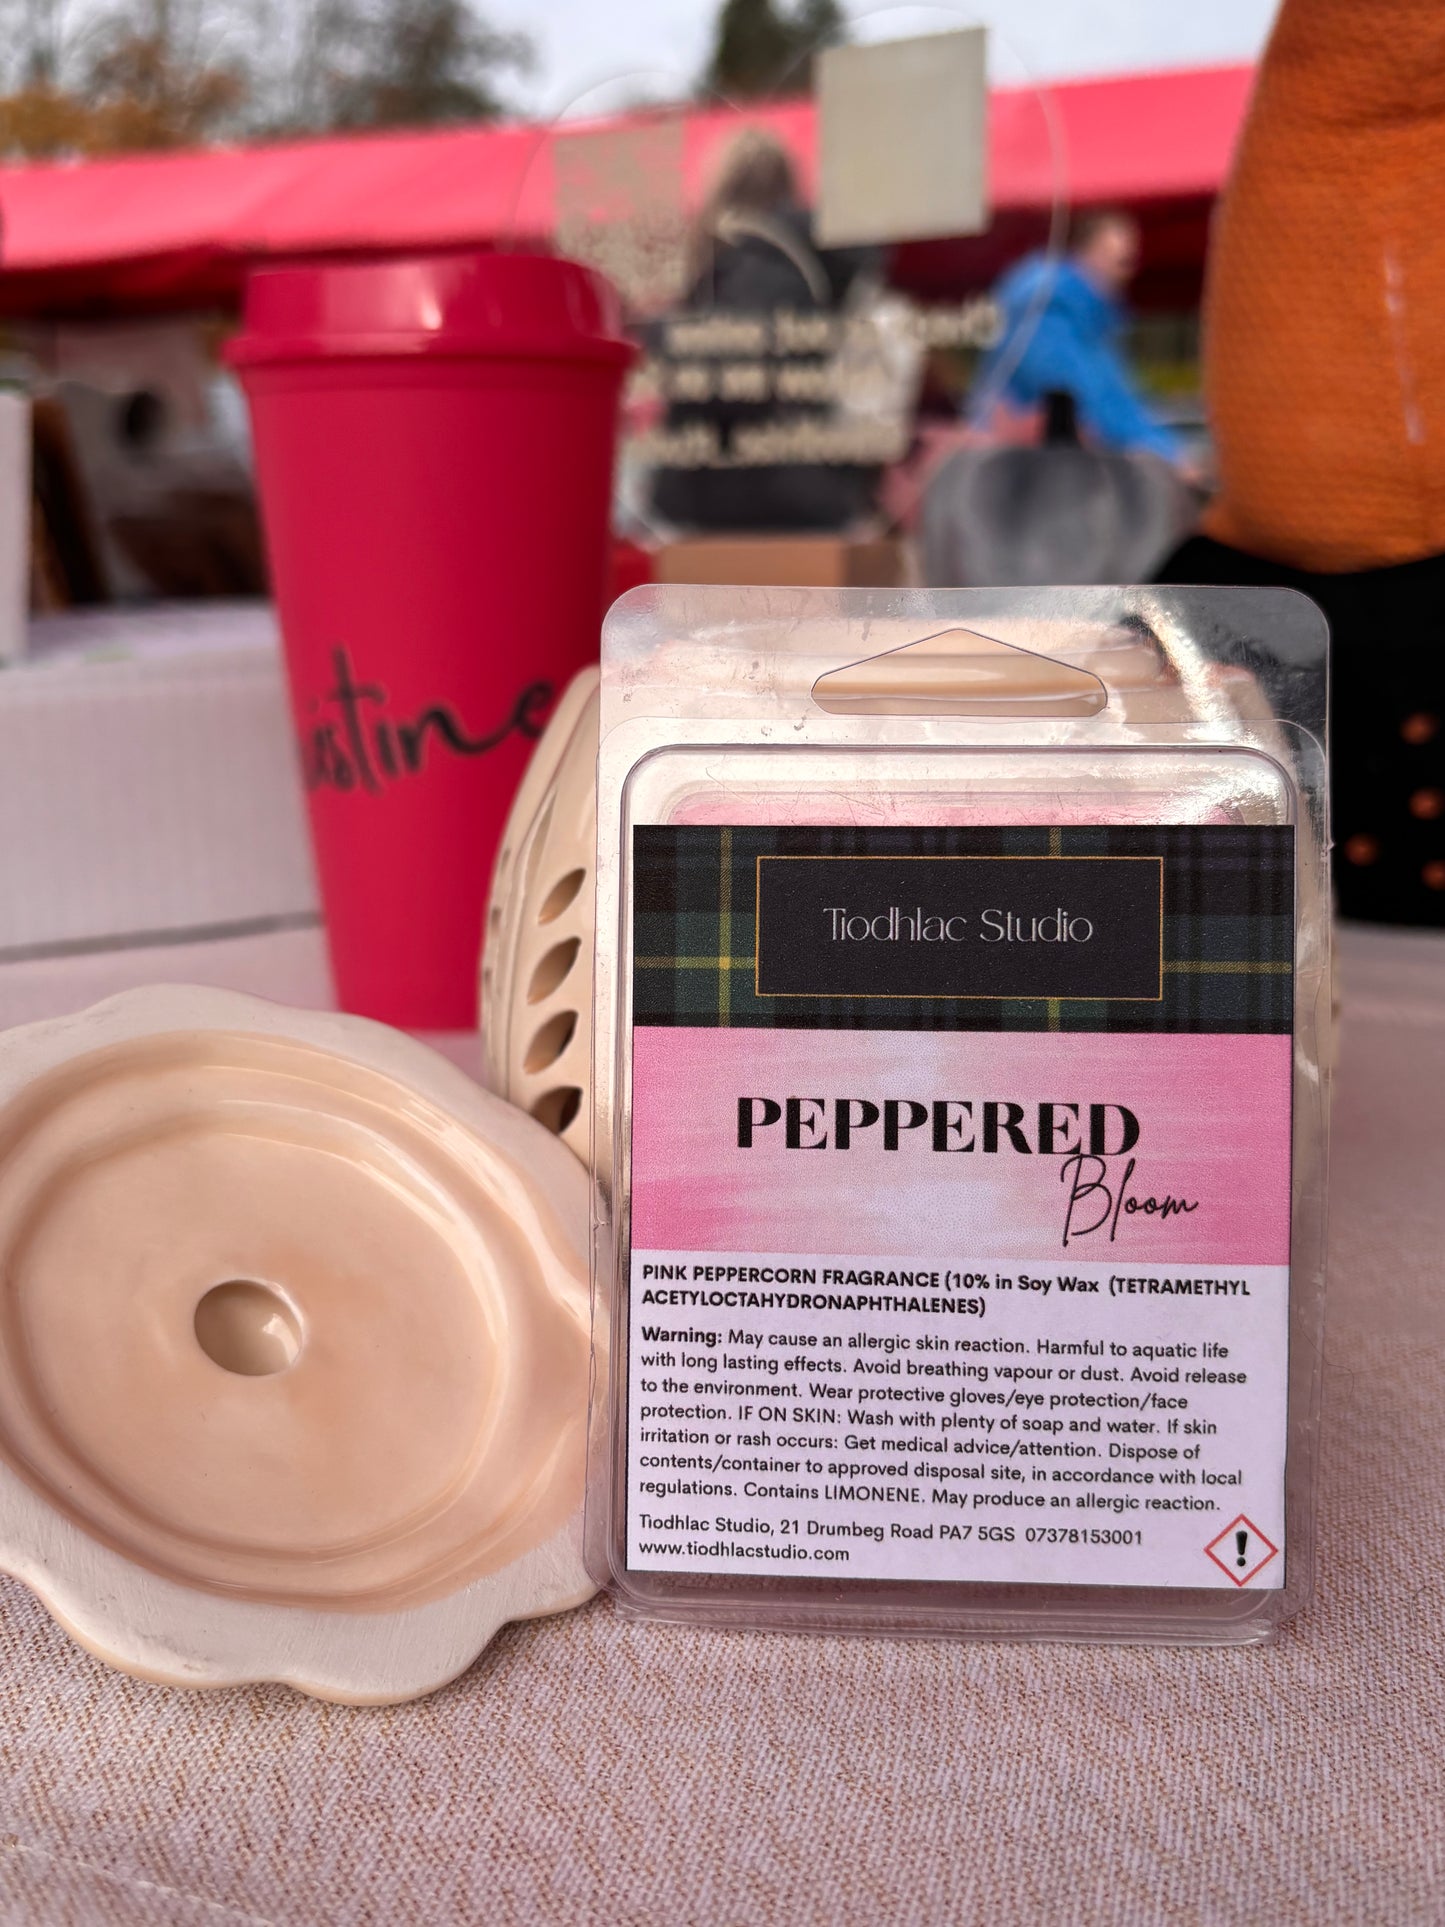 istine
Tiodhlac Studio
PEPPERED
Bloom
PINK PEPPERCORN FRAGRANCE (10% in Soy Wax (TETRAMETHYL
ACETYLOCTAHYDRONAPHTHALENES)
Warning: May cause an allergic skin reaction. Harmful to aquatic life
with long lasting effects. Avoid breathing vapour or dust. Avoid release
to the environment. Wear protective gloves/eye protection/face
protection. IF ON SKIN: Wash with plenty of soap and water. If skin
irritation or rash occurs: Get medical advice/attention. Dispose of
contents/container to approved disposal site, in accordance with local
regulations. Contains LIMONENE. May produce an allergic reaction.
Tiodhlac Studio, 21 Drumbeg Road PA7 5GS 07378153001
www.tiodhlacstudio.com
!